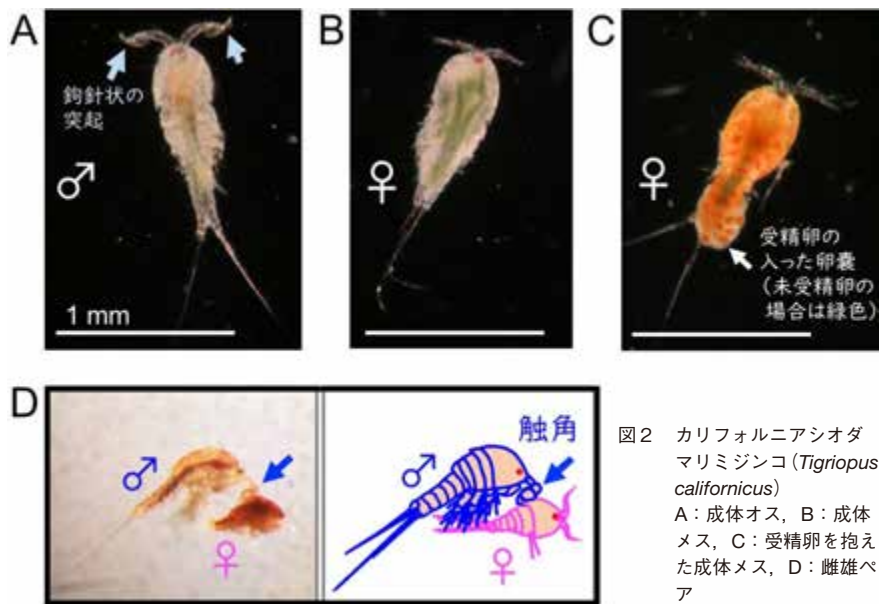 A
鉤針状の
突起
♂
1 mm
B
♀
C
♀
受精卵の
入った卵嚢
(未受精卵の
場合は緑色)
D
♂
♀
触角
♂
♀
図2 カリフォルニアシオダ
マリミジンコ(Tigriopus
californicus)
A:成体オス,B:成体
メス,C:受精卵を抱え
た成体メス,D:雌雄ペ
ア